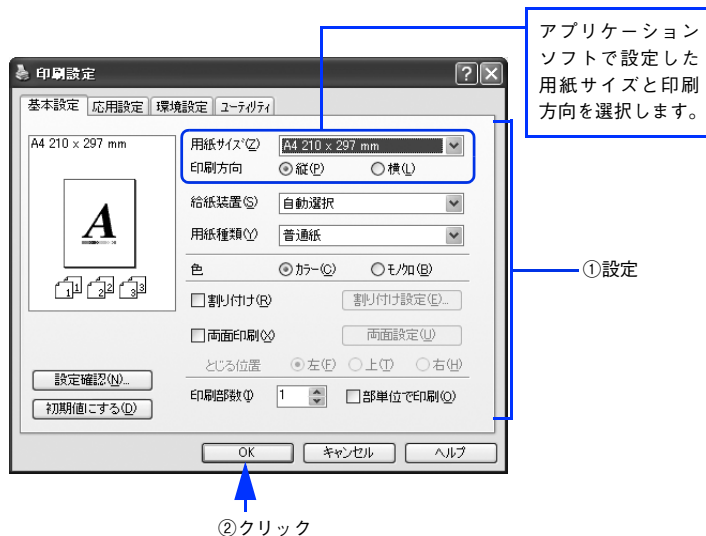 アプリケーション
ソフトで設定した
用紙サイズと印刷
方向を選択します。
印刷設定
基本設定 応用設定 環境設定 ユーティリティ
A4 210 x 297 mm
用紙サイズ(Z) A4 210 x 297 mm
印刷方向 縦(P) 横(L)
A
給紙装置(S) 自動選択
用紙種類(Y) 普通紙
色 カラー(C) モノクロ(B)
1 1 2 2 3 3
割り付け(R) 割り付け設定(E)...
両面印刷(X) 両面設定(U)
とじる位置 左(F) 上(T) 右(H)
設定確認(N)...
印刷部数(I) 1 部単位で印刷(O)
初期値にする(D)
OK キャンセル ヘルプ
①設定
②クリック